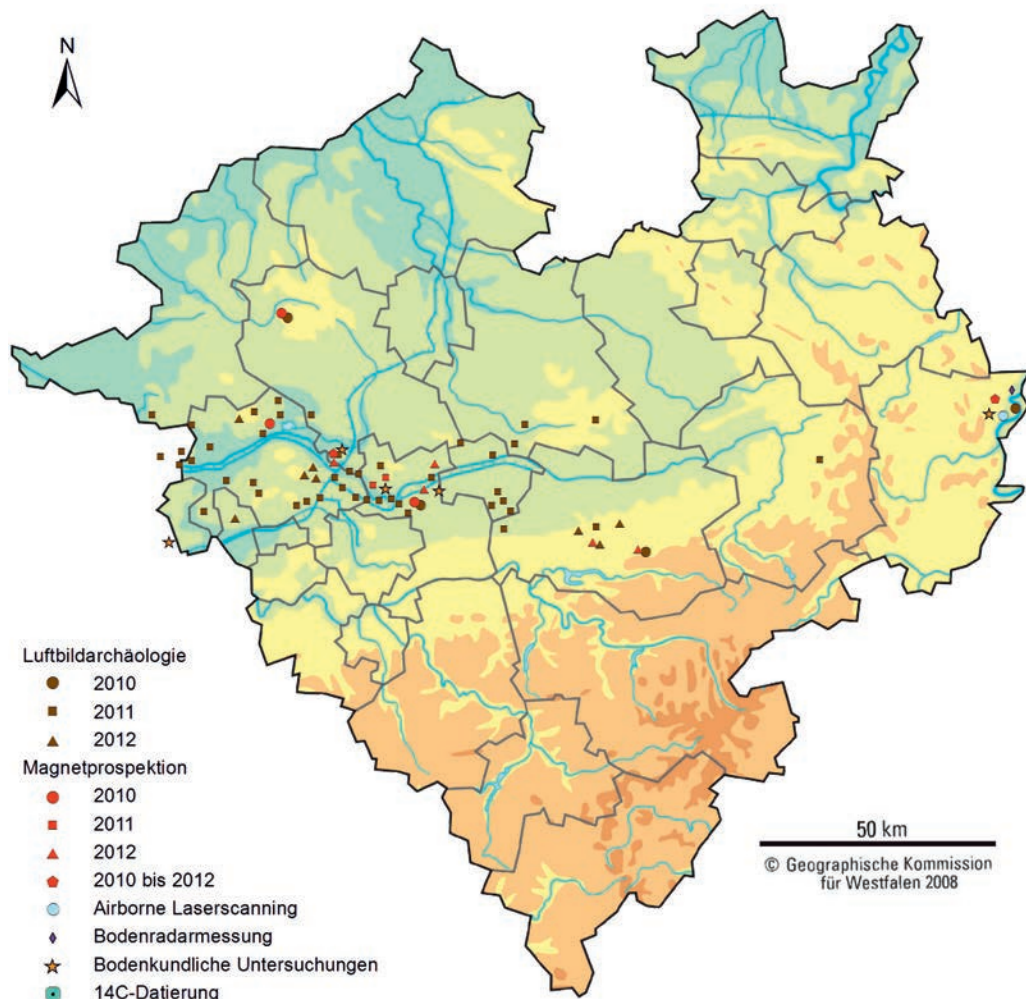 N
Luftbildarchäologie
2010
2011
2012
Magnetprospektion
2010
2011
2012
2010 bis 2012
Airborne Laserscanning
Bodenradarmessung
Bodenkundliche Untersuchungen
14C-Datierung
50 km
© Geographische Kommission
für Westfalen 2008